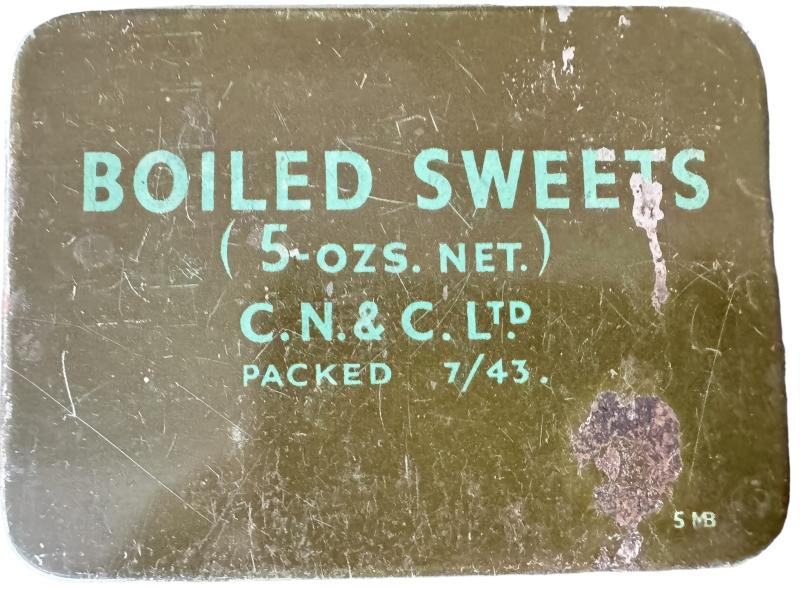 BOILED SWEETS
( 5-OZS. NET.)
C. N. & C. LTD.
PACKED 7/43.
5 MB